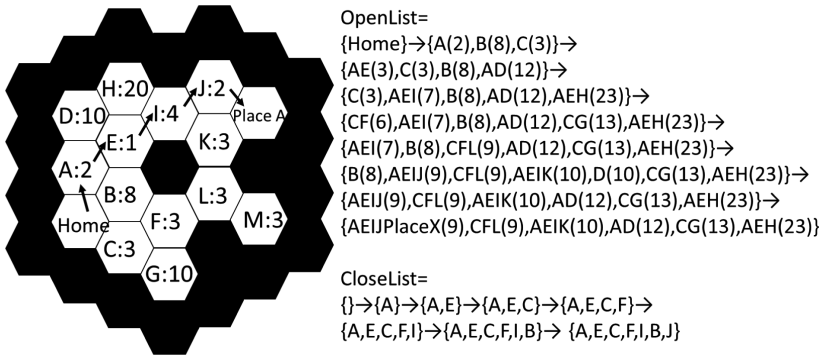 H:20
J:2
I:4
D:10
Place A
E:1
K:3
A:2
B:8
L:3
Home
F:3
M:3
C:3
G:10
OpenList=
{Home}→{A(2),B(8),C(3)}→
{AE(3),C(3),B(8),AD(12)}→
{C(3),AEI(7),B(8),AD(12),AEH(23)}→
{CF(6),AEI(7),B(8),AD(12),CG(13),AEH(23)}→
{AEI(7),B(8),CFL(9),AD(12),CG(13),AEH(23)}→
{B(8),AEIJ(9),CFL(9),AEIK(10),D(10),CG(13),AEH(23)}→
{AEIJ(9),CFL(9),AEIK(10),AD(12),CG(13),AEH(23)}→
{AEIJPlaceX(9),CFL(9),AEIK(10),AD(12),CG(13),AEH(23)}
CloseList=
{}→{A}→{A,E}→{A,E,C}→{A,E,C,F}→
{A,E,C,F,I}→{A,E,C,F,I,B}→ {A,E,C,F,I,B,J}